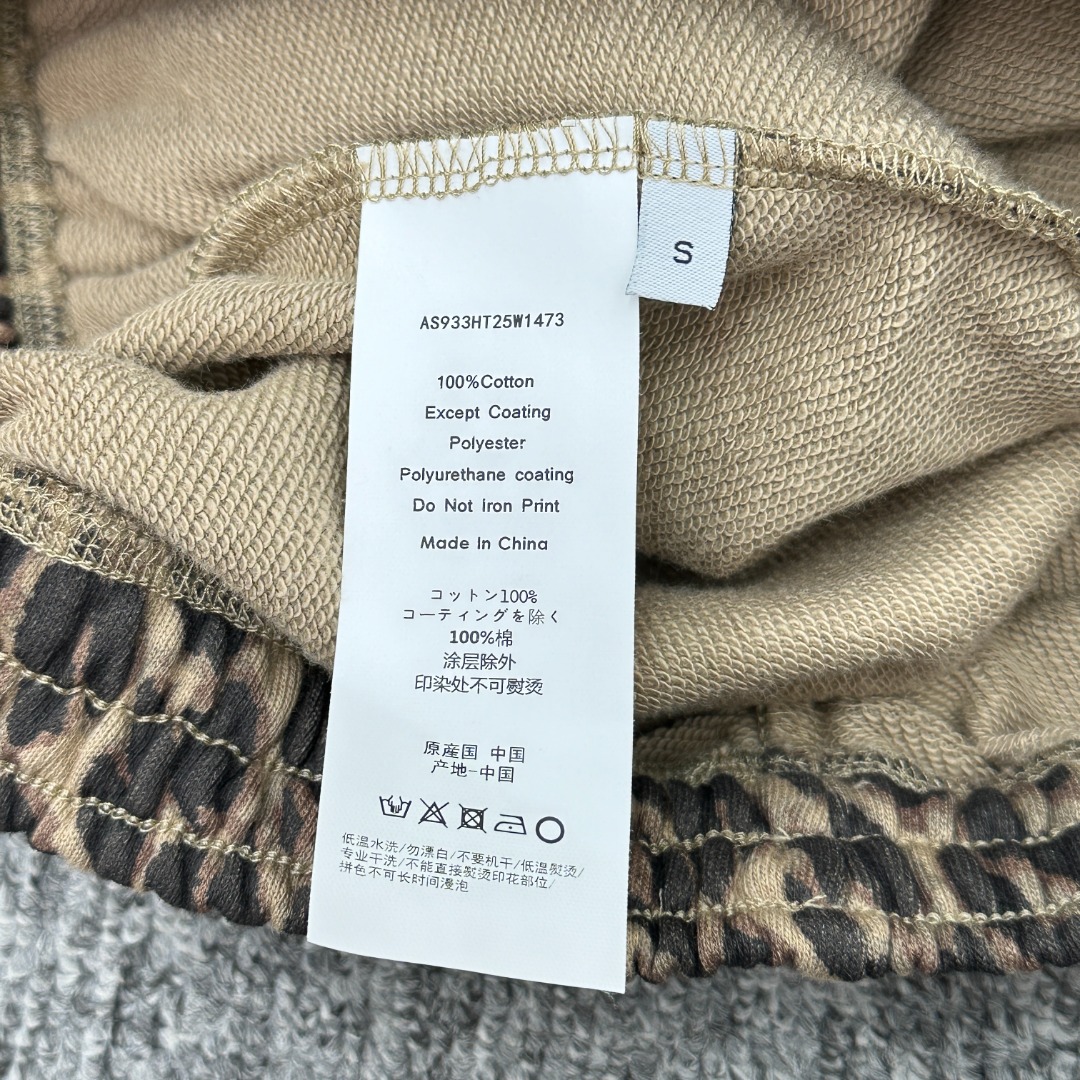 S
AS933HT25W1473
100%Cotton
Except Coating
Polyester
Polyurethane coating
Do Not iron Print
Made In China
コットン100%
コーティングを除く
100%棉
涂层除外
印染处不可熨烫
原産国 中国
产地-中国
低温水洗/勿漂白/不要机干/低温熨烫/
专业干洗/不能直接熨烫印花部位/
拼色不可长时间浸泡